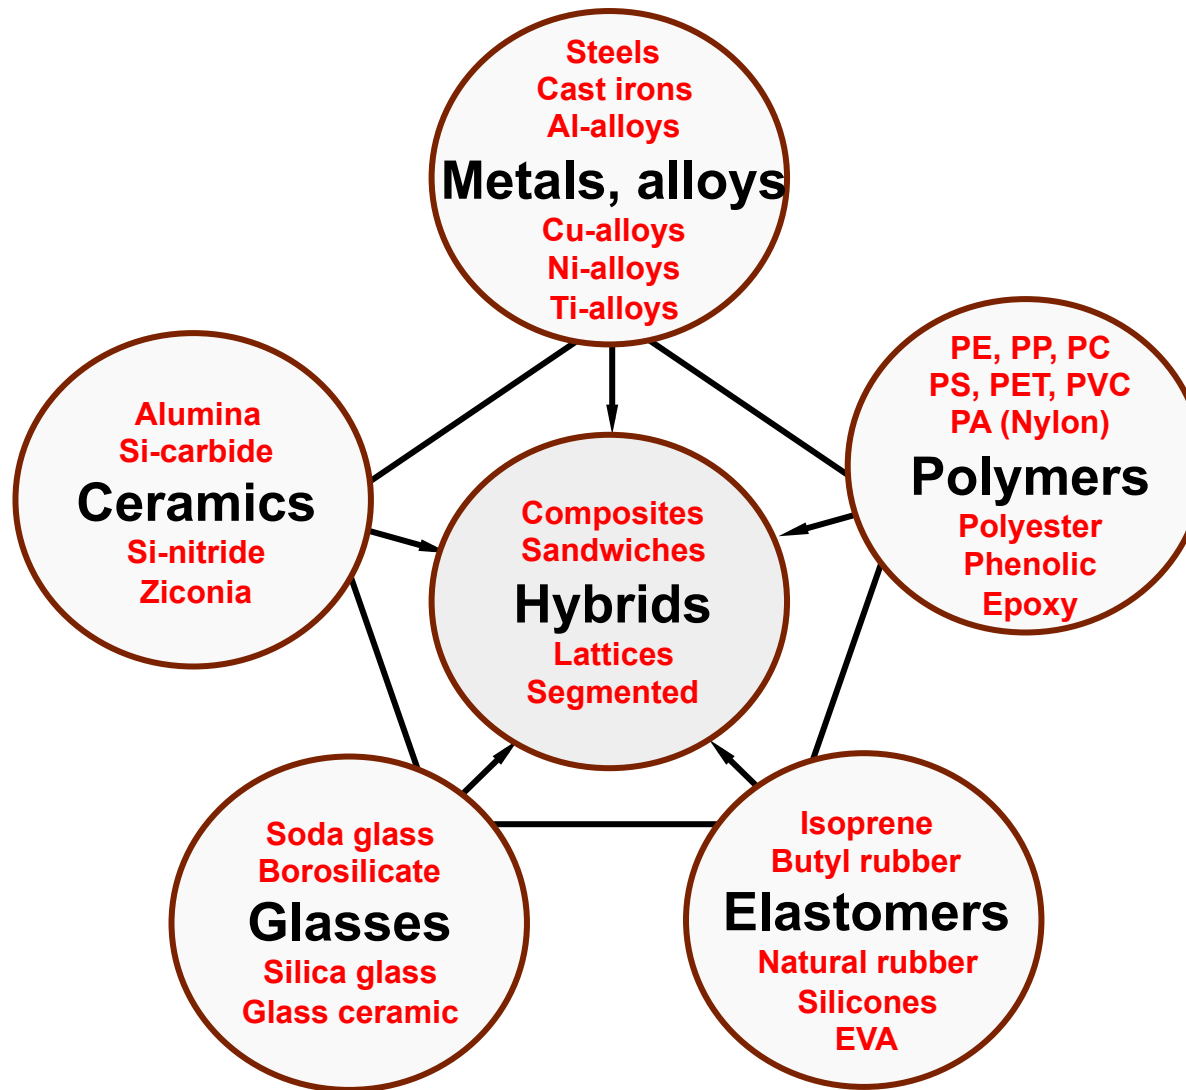 Steels
Cast irons
Al-alloys
Metals, alloys
Cu-alloys
Ni-alloys
Ti-alloys
PE, PP, PC
PS, PET, PVC
PA (Nylon)
Polymers
Polyester
Phenolic
Epoxy
Alumina
Si-carbide
Ceramics
Si-nitride
Ziconia
Composites
Sandwiches
Hybrids
Lattices
Segmented
Soda glass
Borosilicate
Glasses
Silica glass
Glass ceramic
Isoprene
Butyl rubber
Elastomers
Natural rubber
Silicones
EVA